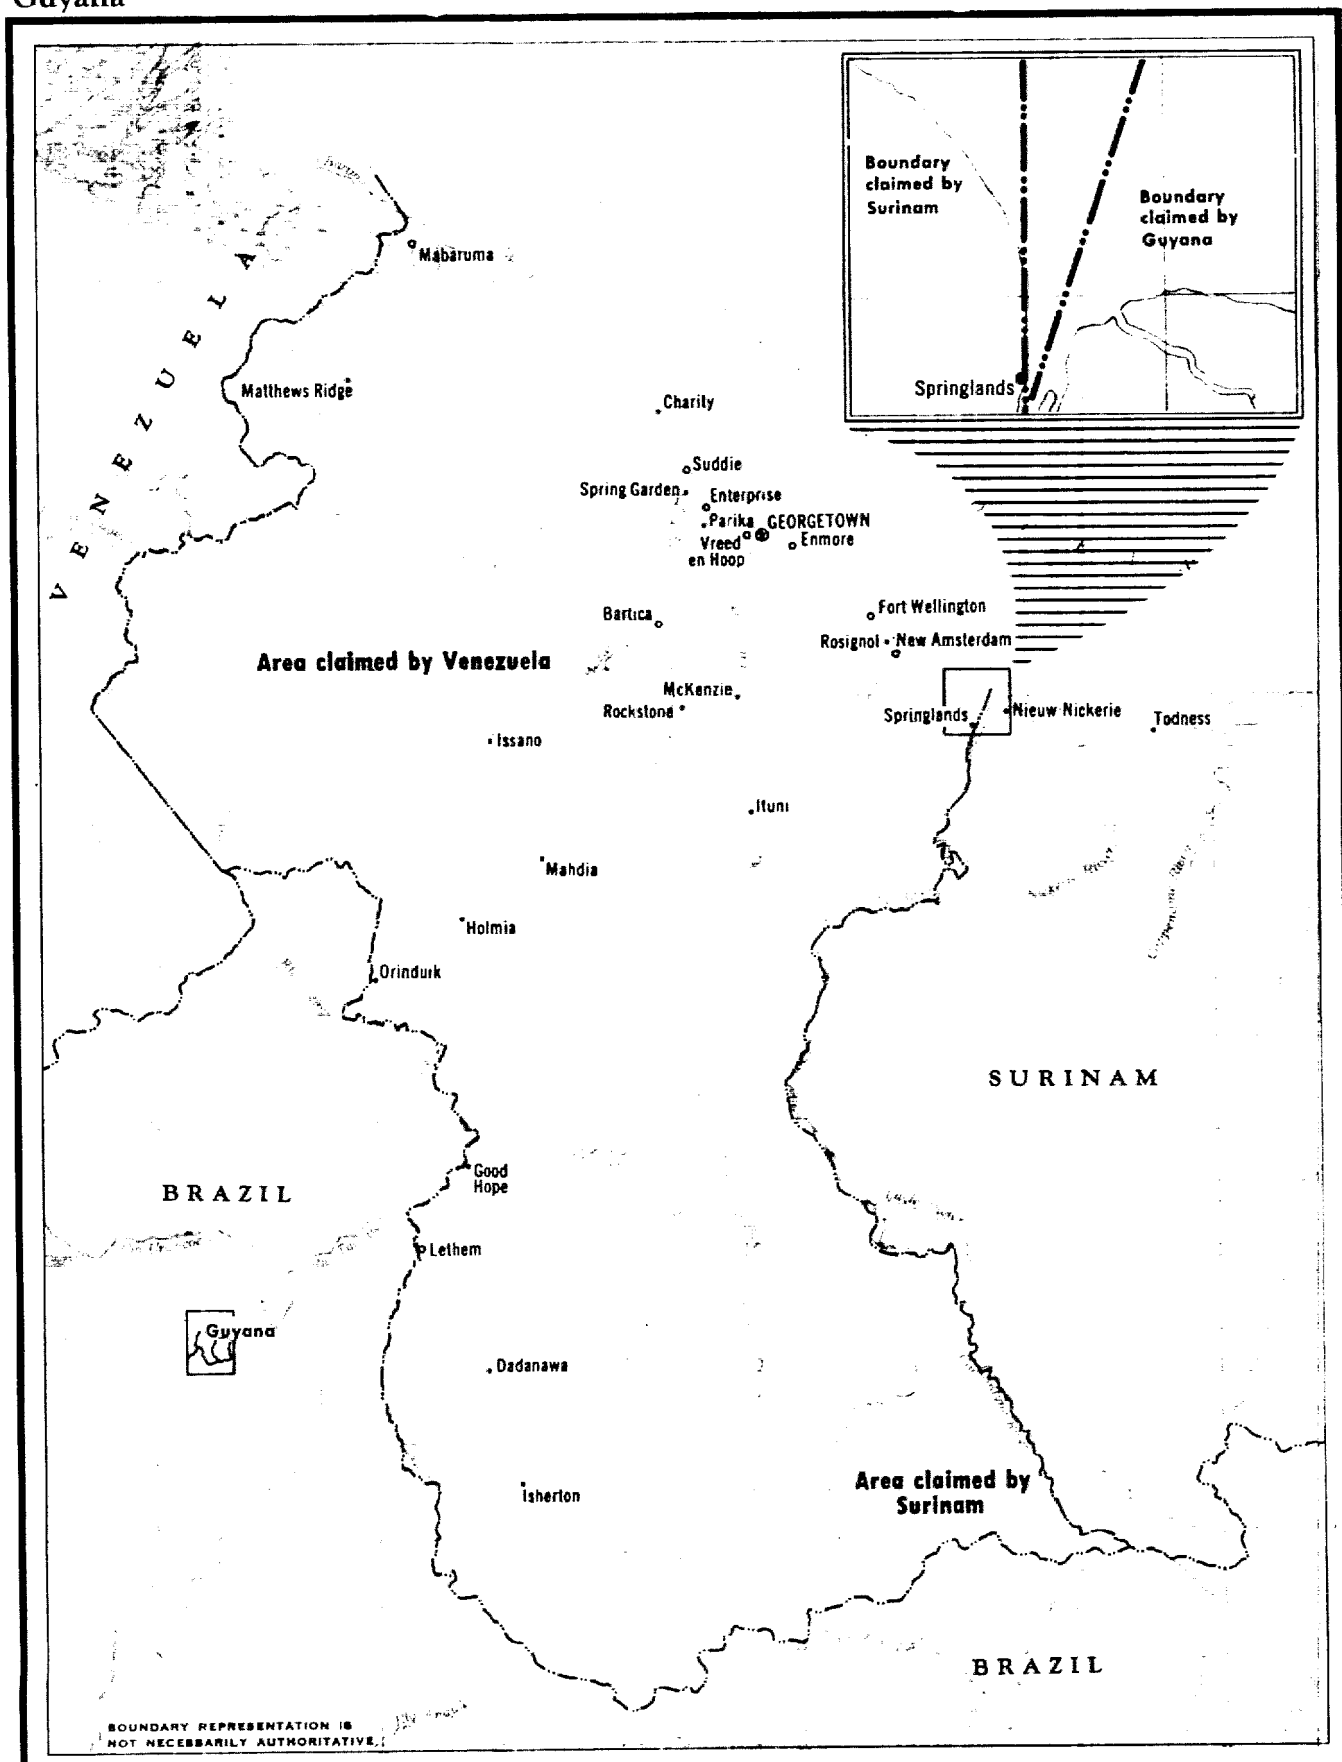 Guyana
Boundary
claimed by
Surinam
Boundary
claimed by
Guyana
Springlands
VENEZUELA
Mabaruma
Matthews Ridge
Charity
Suddie
Spring Garden
Enterprise
Parika
GEORGETOWN
Vreed
en Hoop
Enmore
Bartica
Fort Wellington
Rosignol
New Amsterdam
Area claimed by Venezuela
McKenzie
Rockstone
Springlands
Nieuw Nickerie
Totness
Issano
Ituni
Mahdia
Holmia
Orinduik
SURINAM
BRAZIL
Good
Hope
Lethem
Guyana
Dadanawa
Isherton
Area claimed by
Surinam
BRAZIL
BOUNDARY REPRESENTATION IS
NOT NECESSARILY AUTHORITATIVE